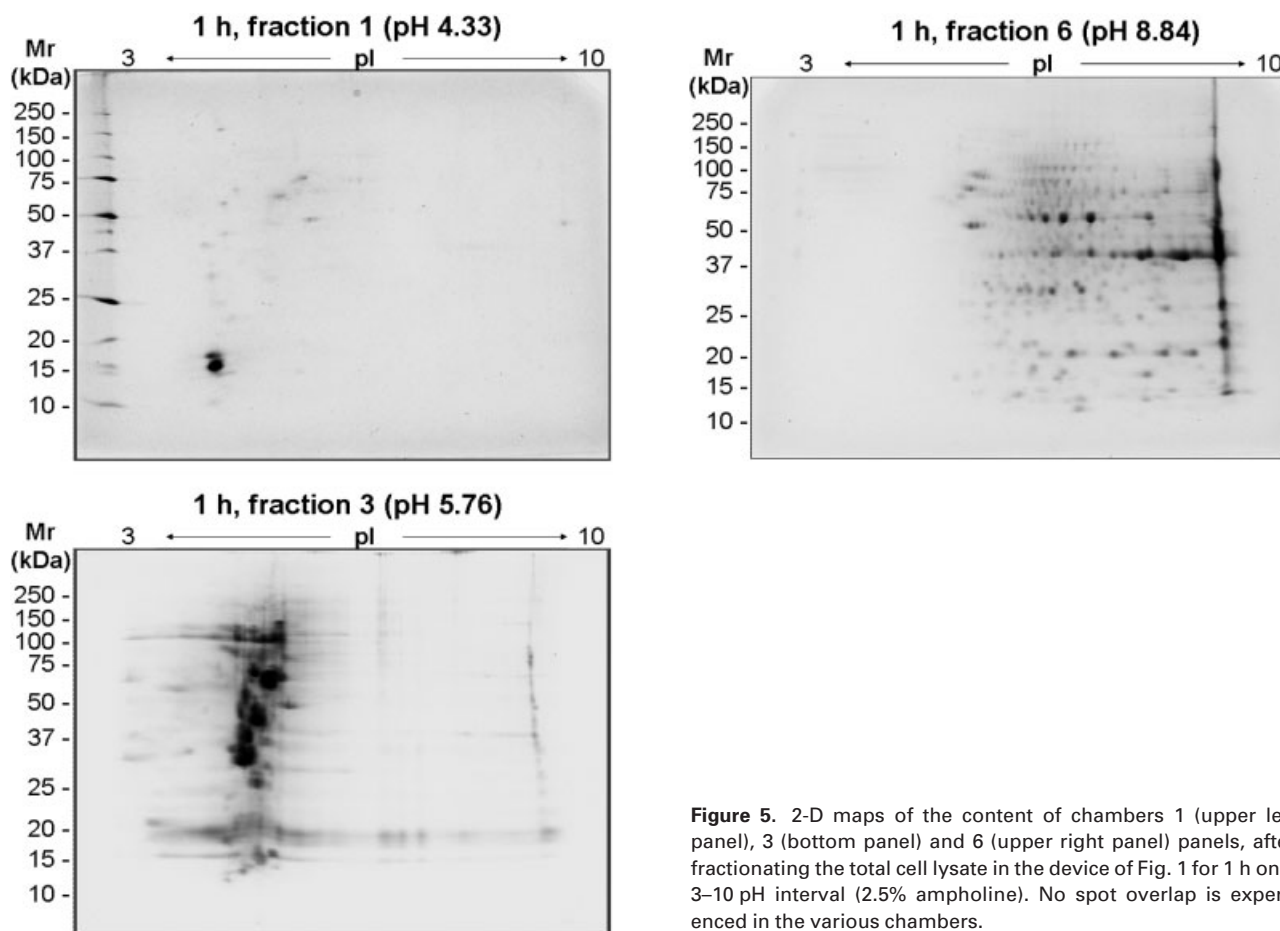 1 h, fraction 1 (pH 4.33)
Mr
(kDa)
3 pI 10
250 -
150 -
100 -
75 -
50 -
37 -
25 -
20 -
15 -
10 -
1 h, fraction 6 (pH 8.84)
Mr
(kDa)
3 pI 10
250 -
150 -
100 -
75 -
50 -
37 -
25 -
20 -
15 -
10 -
1 h, fraction 3 (pH 5.76)
Mr
(kDa)
3 pI 10
250 -
150 -
100 -
75 -
50 -
37 -
25 -
20 -
15 -
10 -
Figure 5. 2-D maps of the content of chambers 1 (upper le
panel), 3 (bottom panel) and 6 (upper right panel) panels, afte
fractionating the total cell lysate in the device of Fig. 1 for 1 h on
3–10 pH interval (2.5% ampholine). No spot overlap is exper
enced in the various chambers.